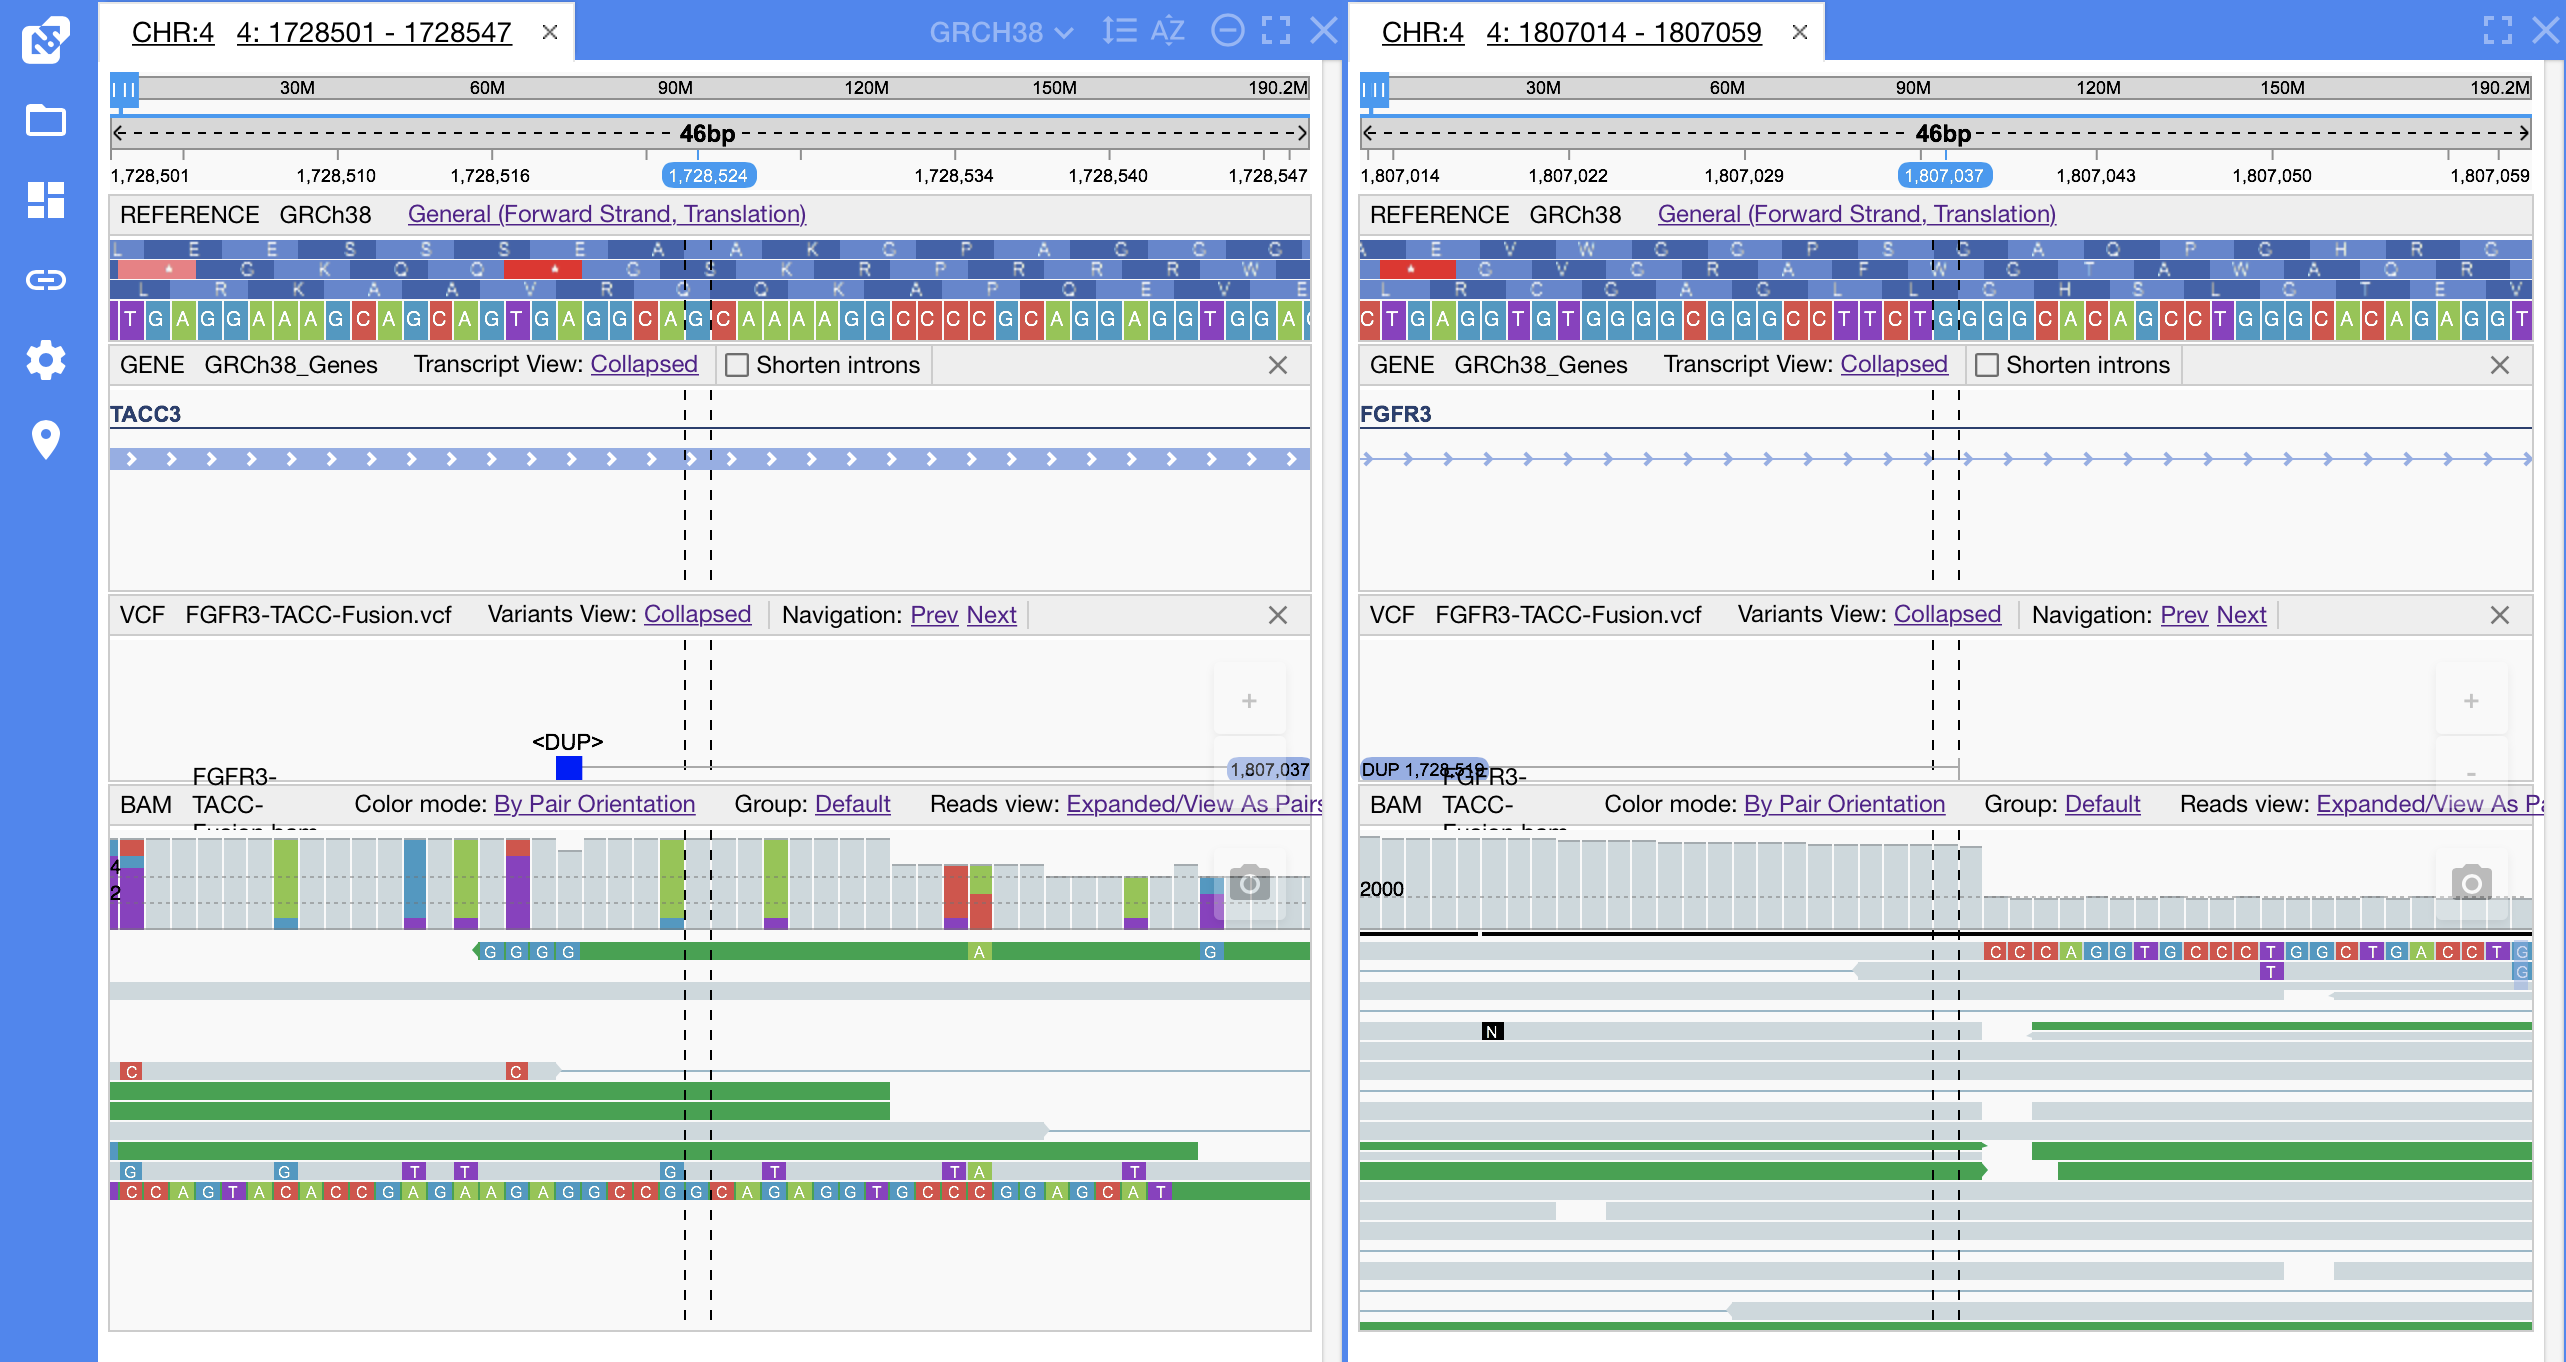 CHR:4 4: 1728501 - 1728547
GRCH38
30M 60M 90M 120M 150M 190.2M
46bp
1,728,501 1,728,510 1,728,516 1,728,524 1,728,534 1,728,540 1,728,547
REFERENCE GRCh38 General (Forward Strand, Translation)
L E E S S S E A A K G P A G G G
G K Q Q G S K R P R R R W
L R K A A V R Q Q K A P Q E V E
T G A G G A A A G C A G C A G T G A G G C A G C A A A A G G C C C C G C A G G A G G T G G A G
GENE GRCh38_Genes Transcript View: Collapsed Shorten introns
TACC3
VCF FGFR3-TACC-Fusion.vcf Variants View: Collapsed Navigation: Prev Next
+
<DUP>
1,807,037
BAM FGFR3-TACC- Color mode: By Pair Orientation Group: Default Reads view: Expanded/View As Pairs
4
2
G G G G A G
C C
G G T T G T T A T
C C A G T A C A C C G A G A A G A G G C C G G C A G A G G T G C C C G G A G C A T
CHR:4 4: 1807014 - 1807059
30M 60M 90M 120M 150M 190.2M
46bp
1,807,014 1,807,022 1,807,029 1,807,037 1,807,043 1,807,050 1,807,059
REFERENCE GRCh38 General (Forward Strand, Translation)
A E V W G G P S G A Q P G H R G
G V G R A F W G T A W A Q R
L R C G A G L L G H S L G T E V
C T G A G G T G T G G G G C G G G C C T T C T G G G G C A C A G C C T G G G C A C A G A G G T
GENE GRCh38_Genes Transcript View: Collapsed Shorten introns
FGFR3
VCF FGFR3-TACC-Fusion.vcf Variants View: Collapsed Navigation: Prev Next
+
-
DUP 1,728,519
BAM FGFR3-TACC- Color mode: By Pair Orientation Group: Default Reads view: Expanded/View As Pa
2000
C C C A G G T G C C C T G G C T G A C C T G
T G
N